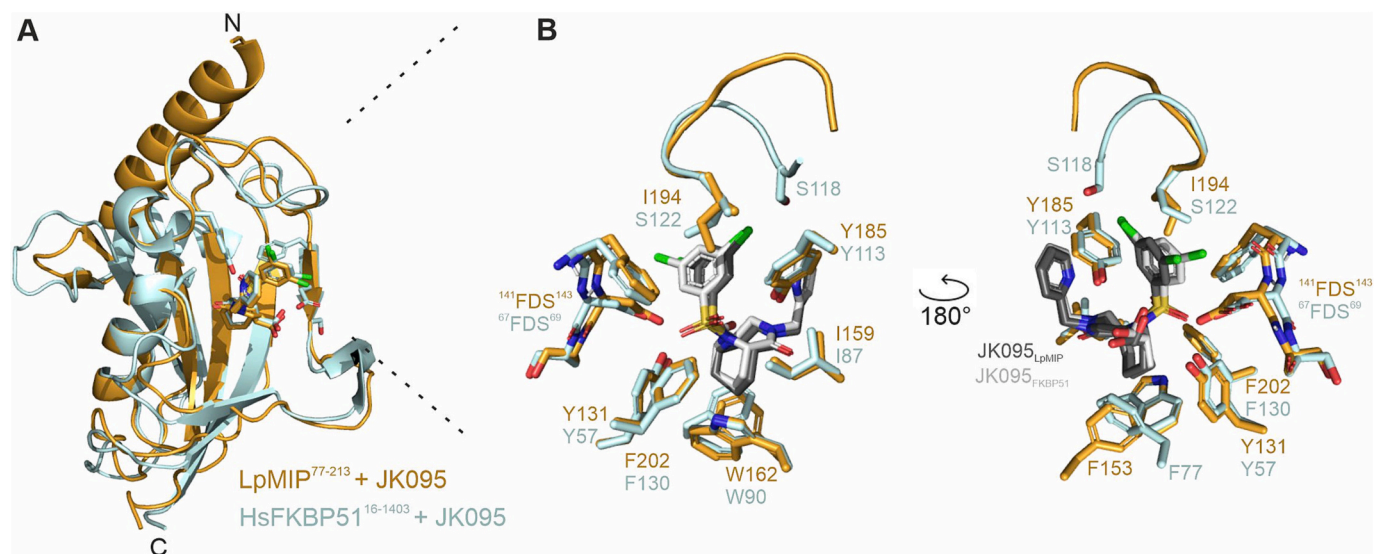 A
N
C
LpMIP⁷⁷⁻²¹³ + JK095
HsFKBP51¹⁶⁻¹⁴⁰³ + JK095
B
S118
I194
S122
Y185
Y113
¹⁴¹FDS¹⁴³
⁶⁷FDS⁶⁹
I159
I87
Y131
Y57
F202
F130
W162
W90
180°
S118
I194
S122
Y185
Y113
¹⁴¹FDS¹⁴³
⁶⁷FDS⁶⁹
JK095LpMIP
JK095FKBP51
F202
F130
Y131
Y57
F153
F77